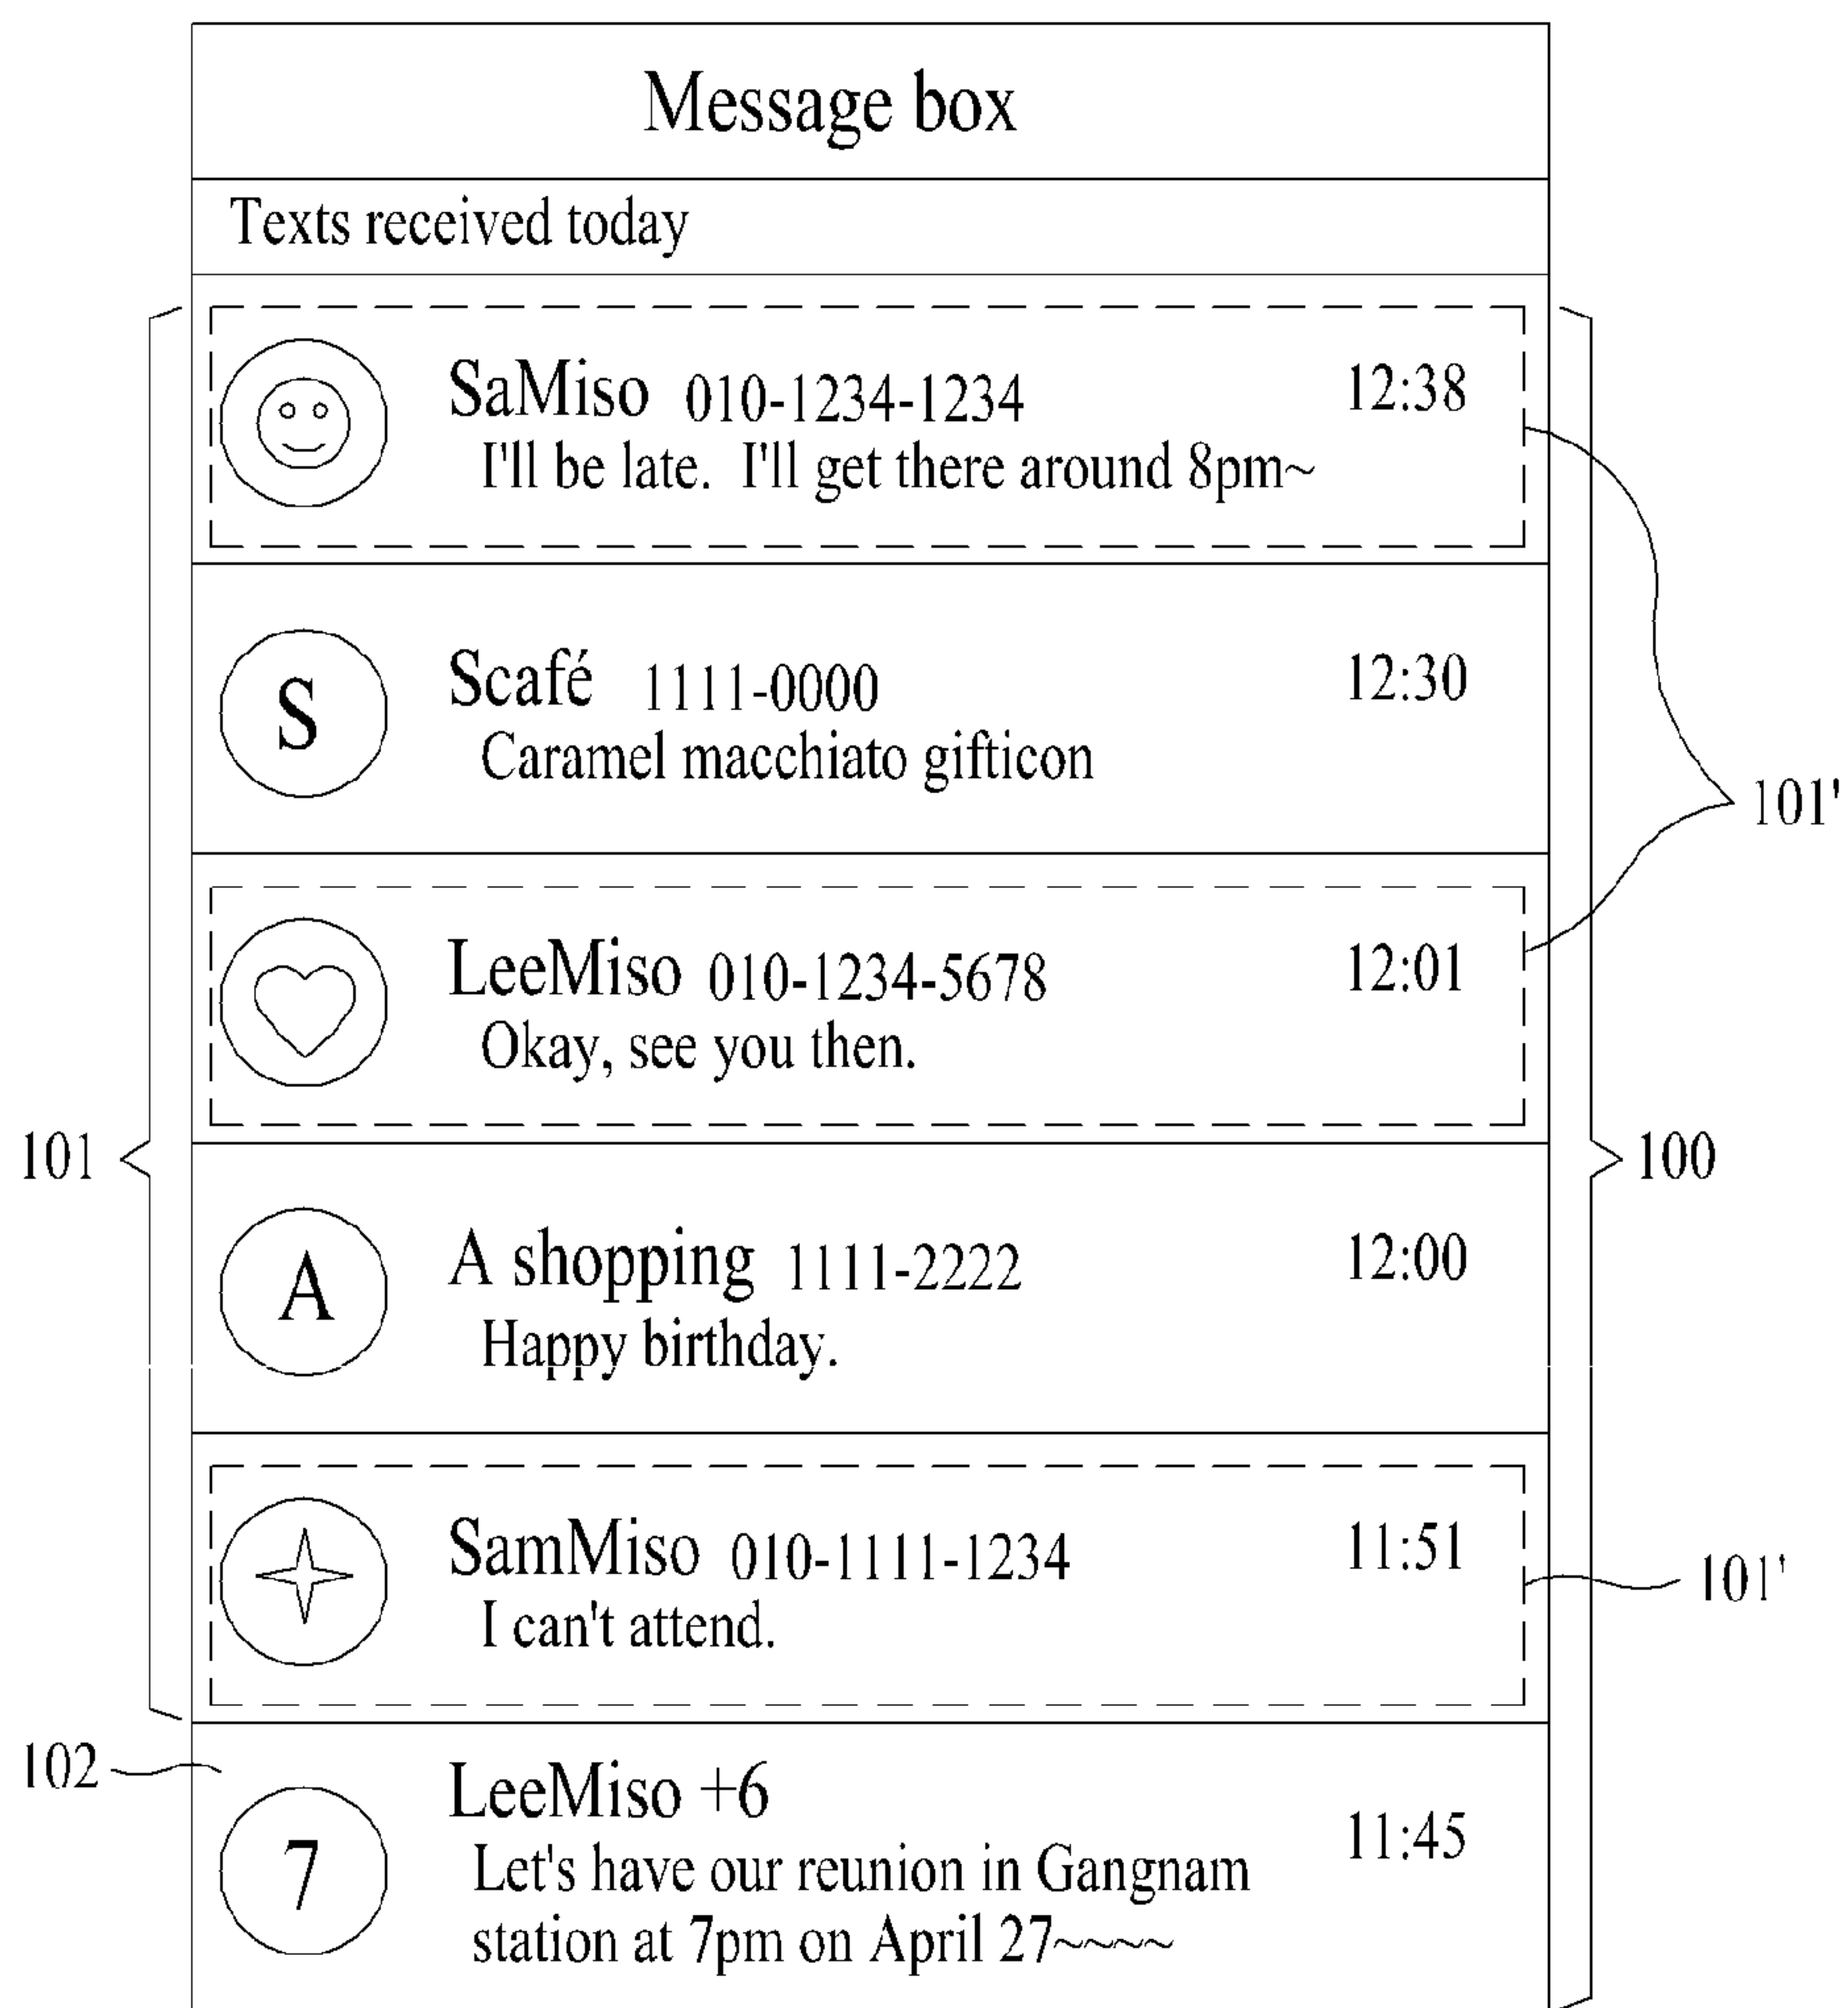 Message box
Texts received today
SaMiso 010-1234-1234 12:38
I'll be late. I'll get there around 8pm~
S Scafé 1111-0000 12:30
Caramel macchiato gifticon
101'
LeeMiso 010-1234-5678 12:01
Okay, see you then.
101 100
A A shopping 1111-2222 12:00
Happy birthday.
SamMiso 010-1111-1234 11:51
101'
I can't attend.
102
LeeMiso +6
7 11:45
Let's have our reunion in Gangnam
station at 7pm on April 27~~~~